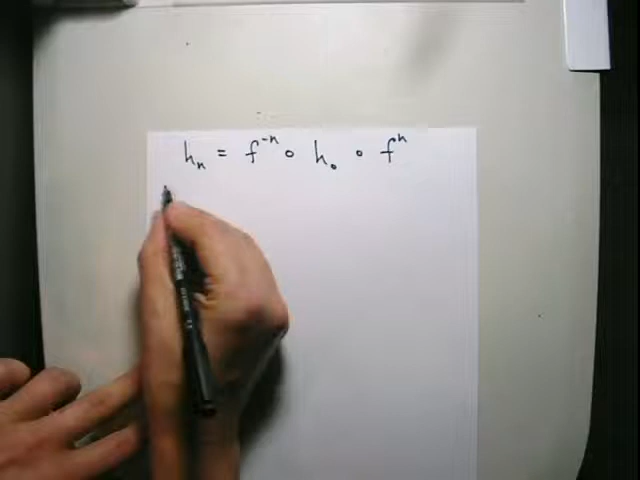 hₙ = f⁻ⁿ ∘ h₀ ∘ fⁿ